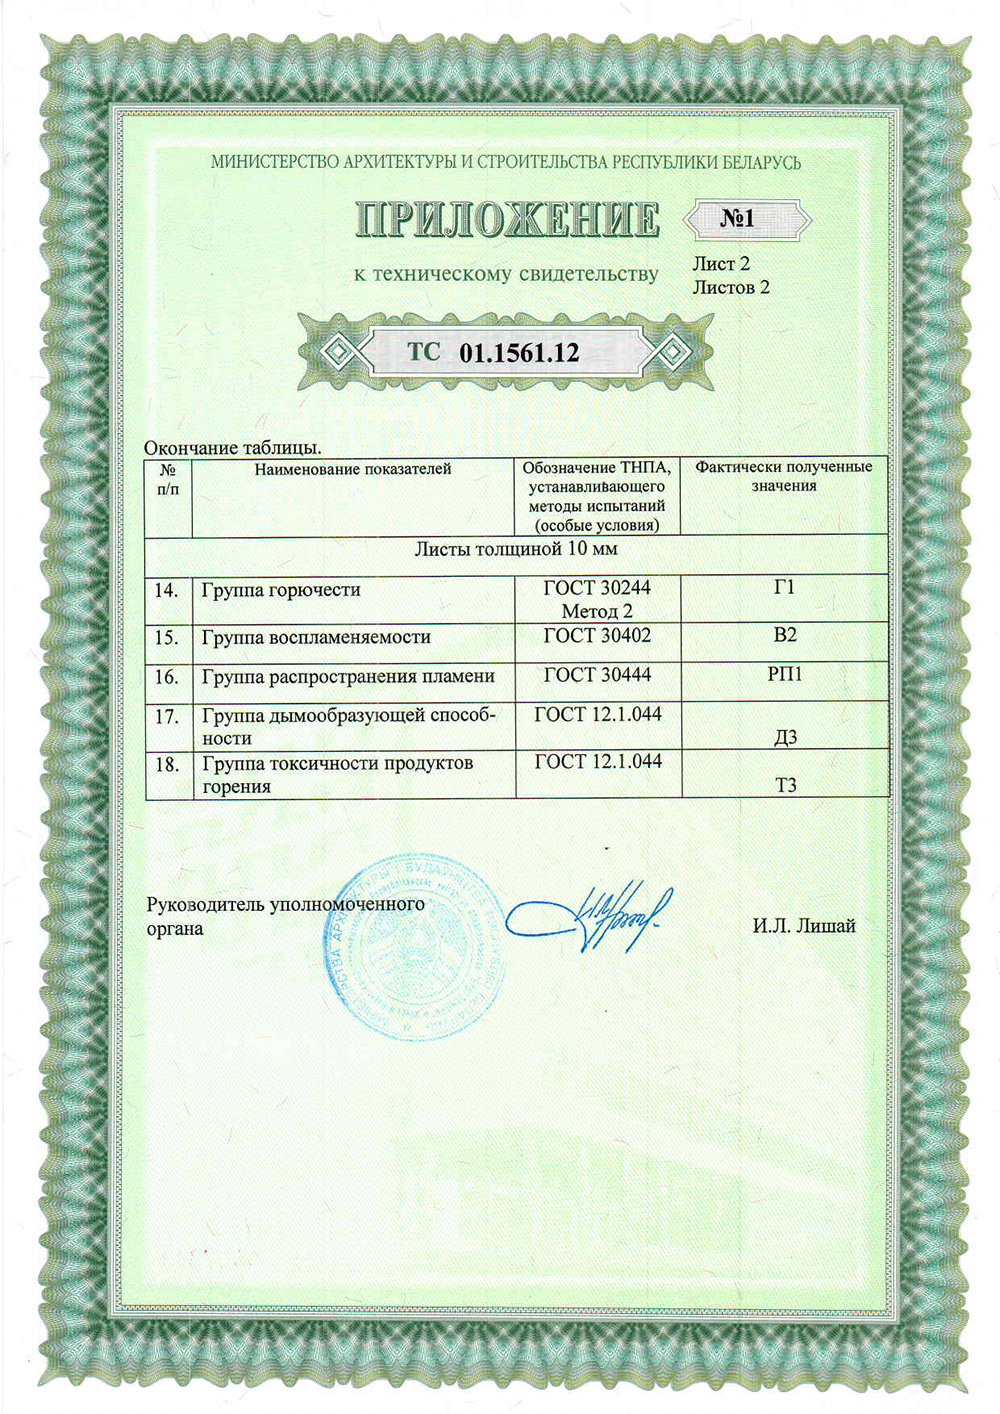 МИНИСТЕРСТВО АРХИТЕКТУРЫ И СТРОИТЕЛЬСТВА РЕСПУБЛИКИ БЕЛАРУСЬ
ПРИЛОЖЕНИЕ №1
к техническому свидетельству
Лист 2
Листов 2
ТС 01.1561.12
Окончание таблицы.
№ п/п
Наименование показателей
Обозначение ТНПА,
устанавливающего
методы испытаний
(особые условия)
Фактически полученные
значения
Листы толщиной 10 мм
14. Группа горючести ГОСТ 30244 Г1
Метод 2
15. Группа воспламеняемости ГОСТ 30402 В2
16. Группа распространения пламени ГОСТ 30444 РП1
17. Группа дымообразующей способ- ГОСТ 12.1.044
ности Д3
18. Группа токсичности продуктов ГОСТ 12.1.044
горения Т3
Руководитель уполномоченного
органа
И.Л. Лишай